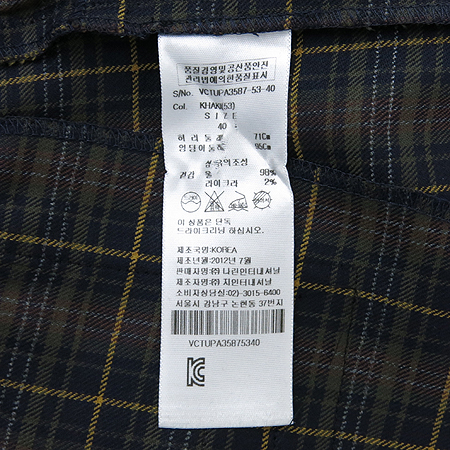 품질경영및공산품안전
관리법에의한품질표시
S/No. VCTUPA3587-53-40
Col. KHAKI(53)
SIZE
40
허리둘레 71Cm
엉덩이둘레 95Cm
섬유의조성
겉감 울 98%
라이크라 2%
이 상품은 단독
드라이크리닝 하십시오.
제조국명:KOREA
제조년월:2012년 7월
판매자명:㈜ 나린인터내셔날
제조자명:㈜ 지인터내셔날
소비자상담실:02)-3015-6400
서울시 강남구 논현동 37번지
VCTUPA35875340